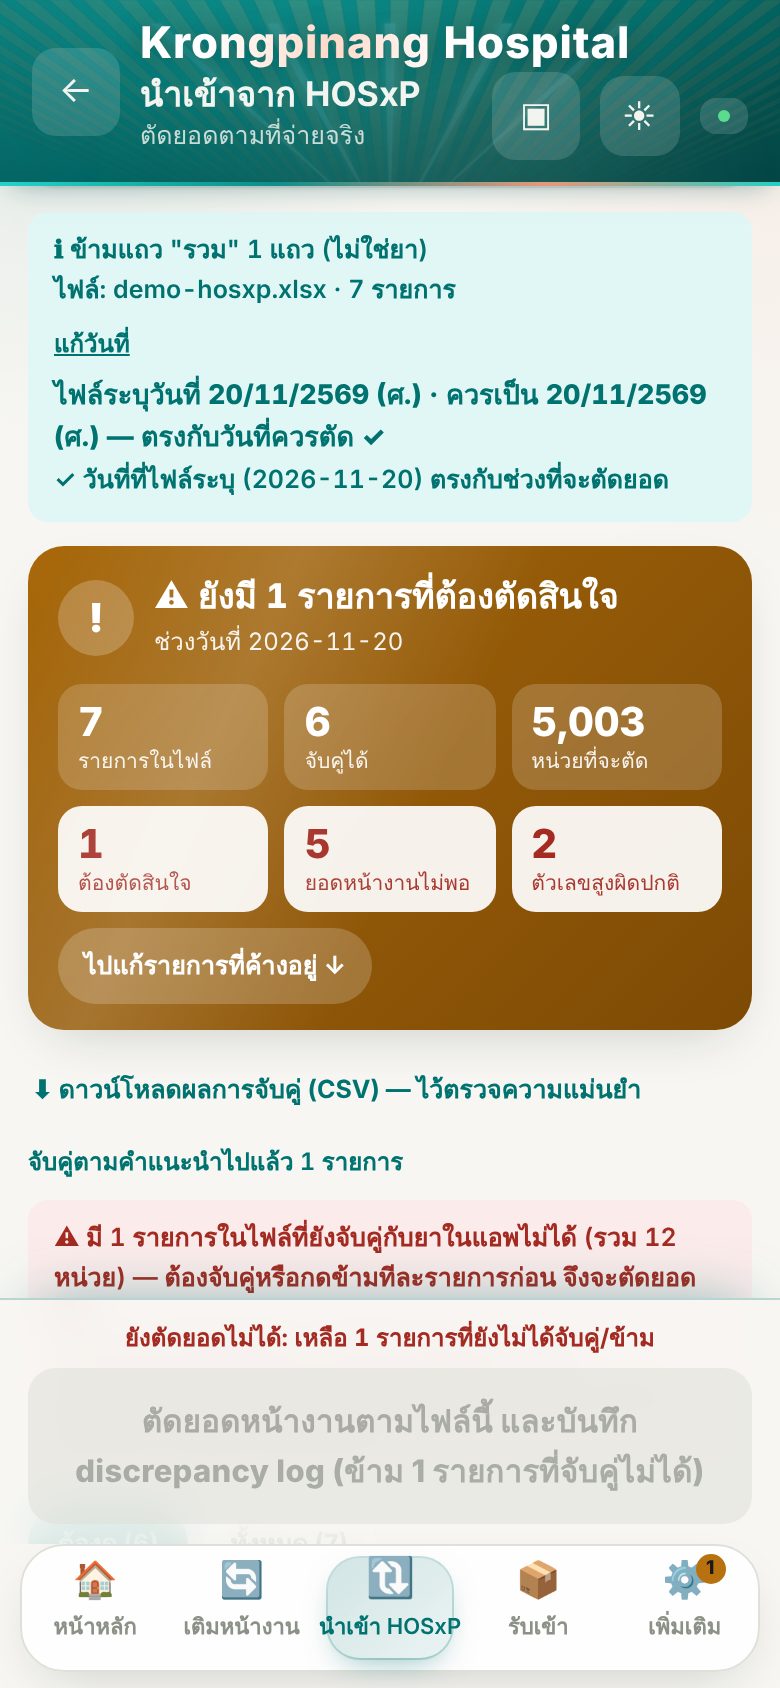 Krongpinang Hospital
นำเข้าจาก HOSxP
ตัดยอดตามที่จ่ายจริง
ℹ ข้ามแถว "รวม" 1 แถว (ไม่ใช่ยา)
ไฟล์: demo-hosxp.xlsx · 7 รายการ
แก้วันที่
ไฟล์ระบุวันที่ 20/11/2569 (ศ.) · ควรเป็น 20/11/2569
(ศ.) — ตรงกับวันที่ควรตัด ✓
✓ วันที่ที่ไฟล์ระบุ (2026-11-20) ตรงกับช่วงที่จะตัดยอด
! ⚠ ยังมี 1 รายการที่ต้องตัดสินใจ
ช่วงวันที่ 2026-11-20
7
รายการในไฟล์
6
จับคู่ได้
5,003
หน่วยที่จะตัด
1
ต้องตัดสินใจ
5
ยอดหน้างานไม่พอ
2
ตัวเลขสูงผิดปกติ
ไปแก้รายการที่ค้างอยู่ ↓
⬇ ดาวน์โหลดผลการจับคู่ (CSV) — ไว้ตรวจความแม่นยำ
จับคู่ตามคำแนะนำไปแล้ว 1 รายการ
⚠ มี 1 รายการในไฟล์ที่ยังจับคู่กับยาในแอพไม่ได้ (รวม 12
หน่วย) — ต้องจับคู่หรือกดข้ามทีละรายการก่อน จึงจะตัดยอด
ยังตัดยอดไม่ได้: เหลือ 1 รายการที่ยังไม่ได้จับคู่/ข้าม
ตัดยอดหน้างานตามไฟล์นี้ และบันทึก
discrepancy log (ข้าม 1 รายการที่จับคู่ไม่ได้)
ทั้งหมด (7)
หน้าหลัก
เติมหน้างาน
นำเข้า HOSxP
รับเข้า
1
เพิ่มเติม